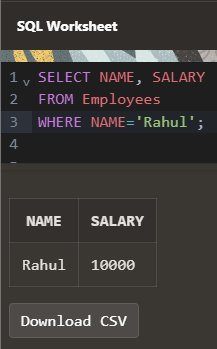 SQL Worksheet
1 SELECT NAME, SALARY
2 FROM Employees
3 WHERE NAME='Rahul';
4
5
NAME SALARY
Rahul 10000
Download CSV